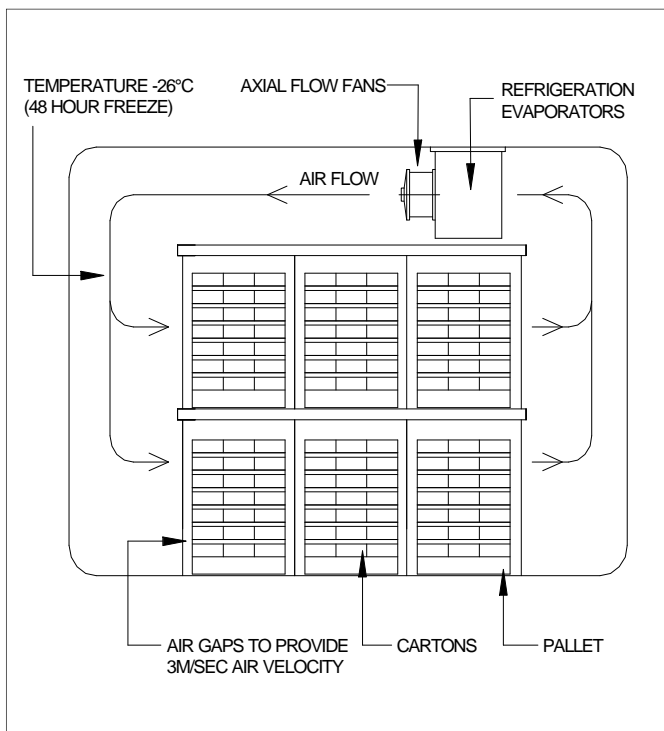 TEMPERATURE -26°C
(48 HOUR FREEZE)
AXIAL FLOW FANS
REFRIGERATION
EVAPORATORS
AIR FLOW
AIR GAPS TO PROVIDE
3M/SEC AIR VELOCITY
CARTONS
PALLET